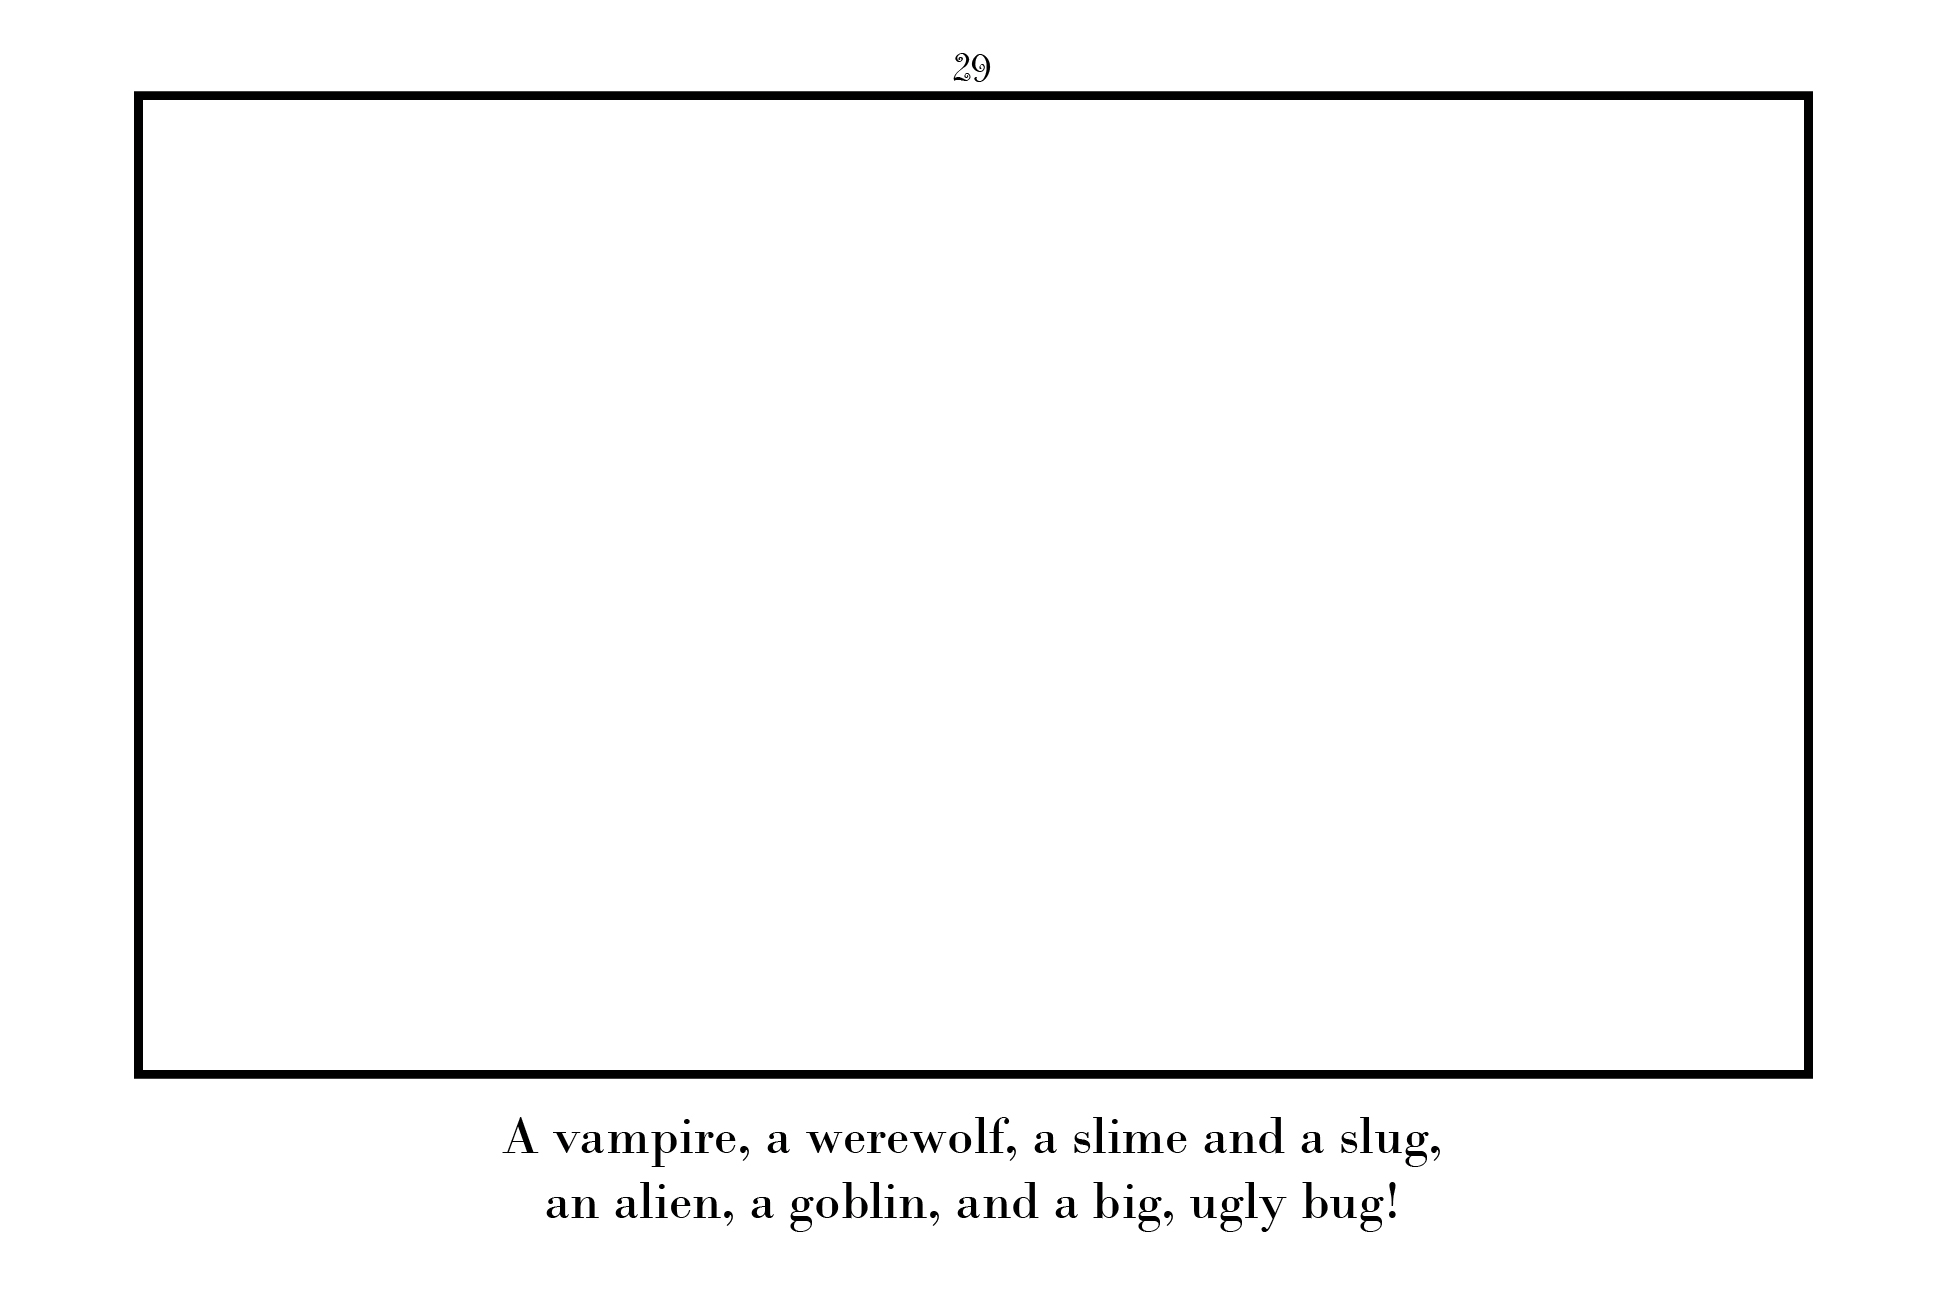 29
A vampire, a werewolf, a slime and a slug,
an alien, a goblin, and a big, ugly bug!